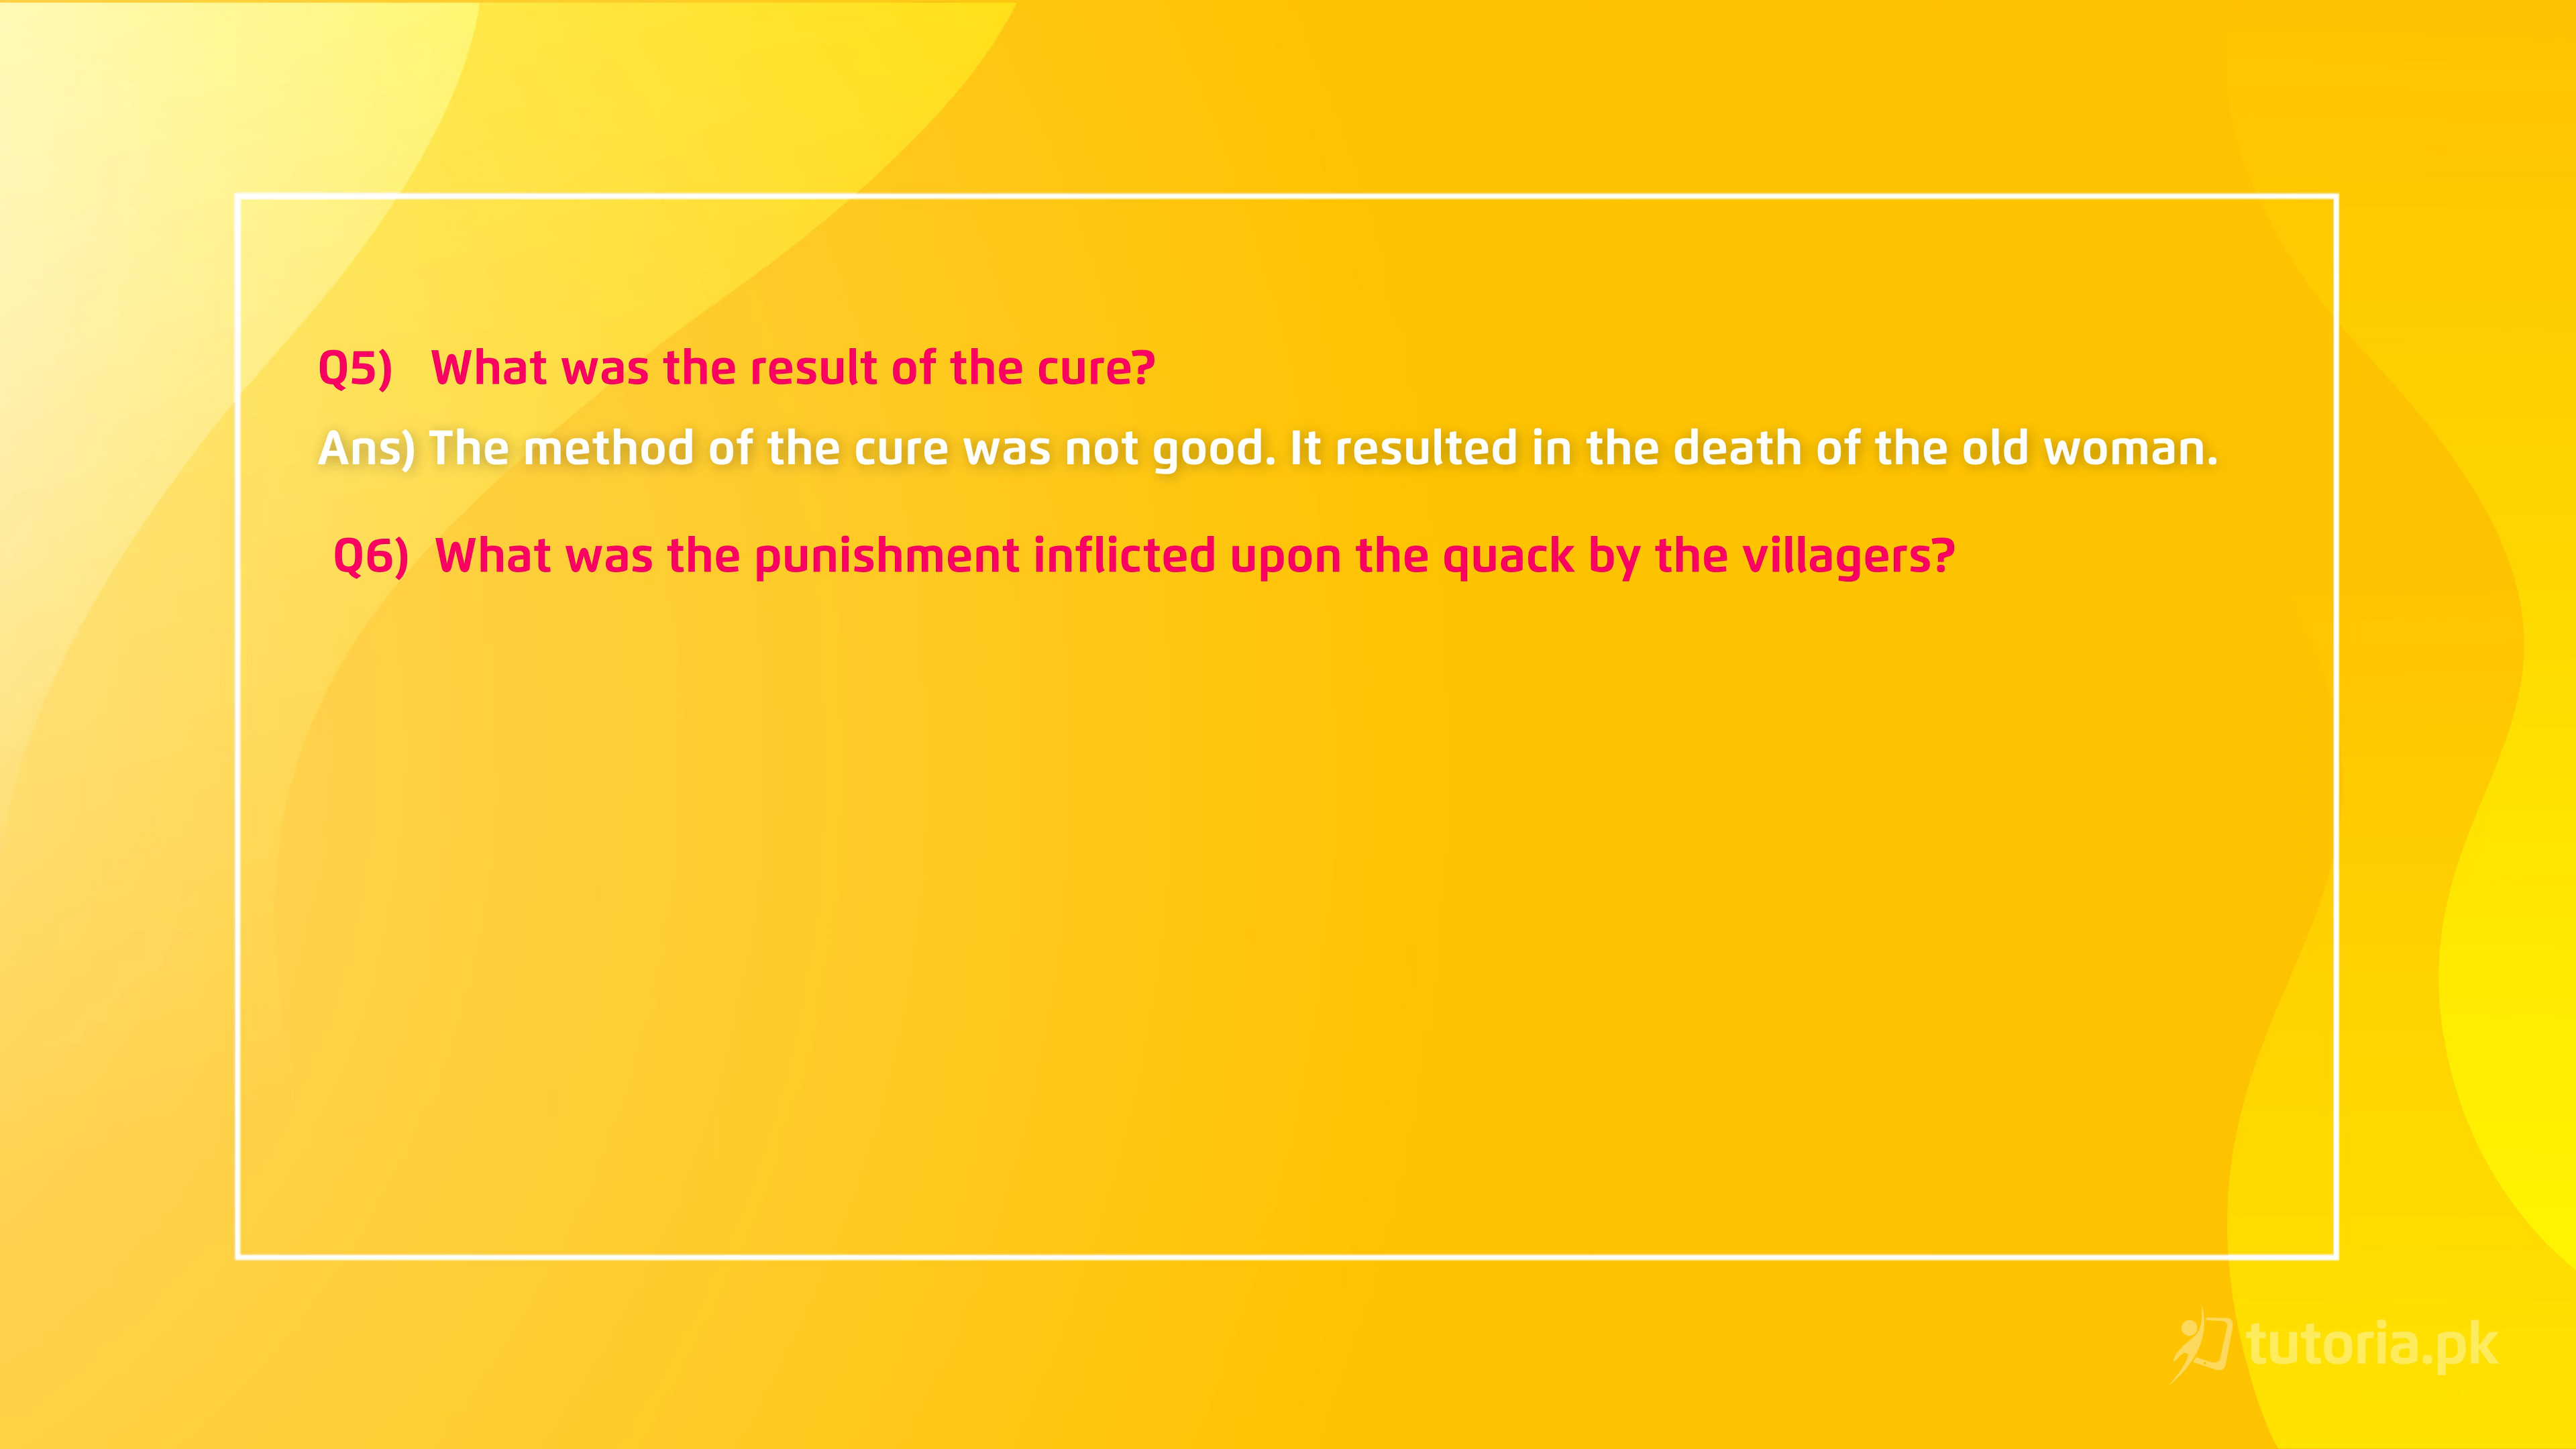 Q5) What was the result of the cure?
Ans) The method of the cure was not good. It resulted in the death of the old woman.
Q6) What was the punishment inflicted upon the quack by the villagers?
tutoria.pk